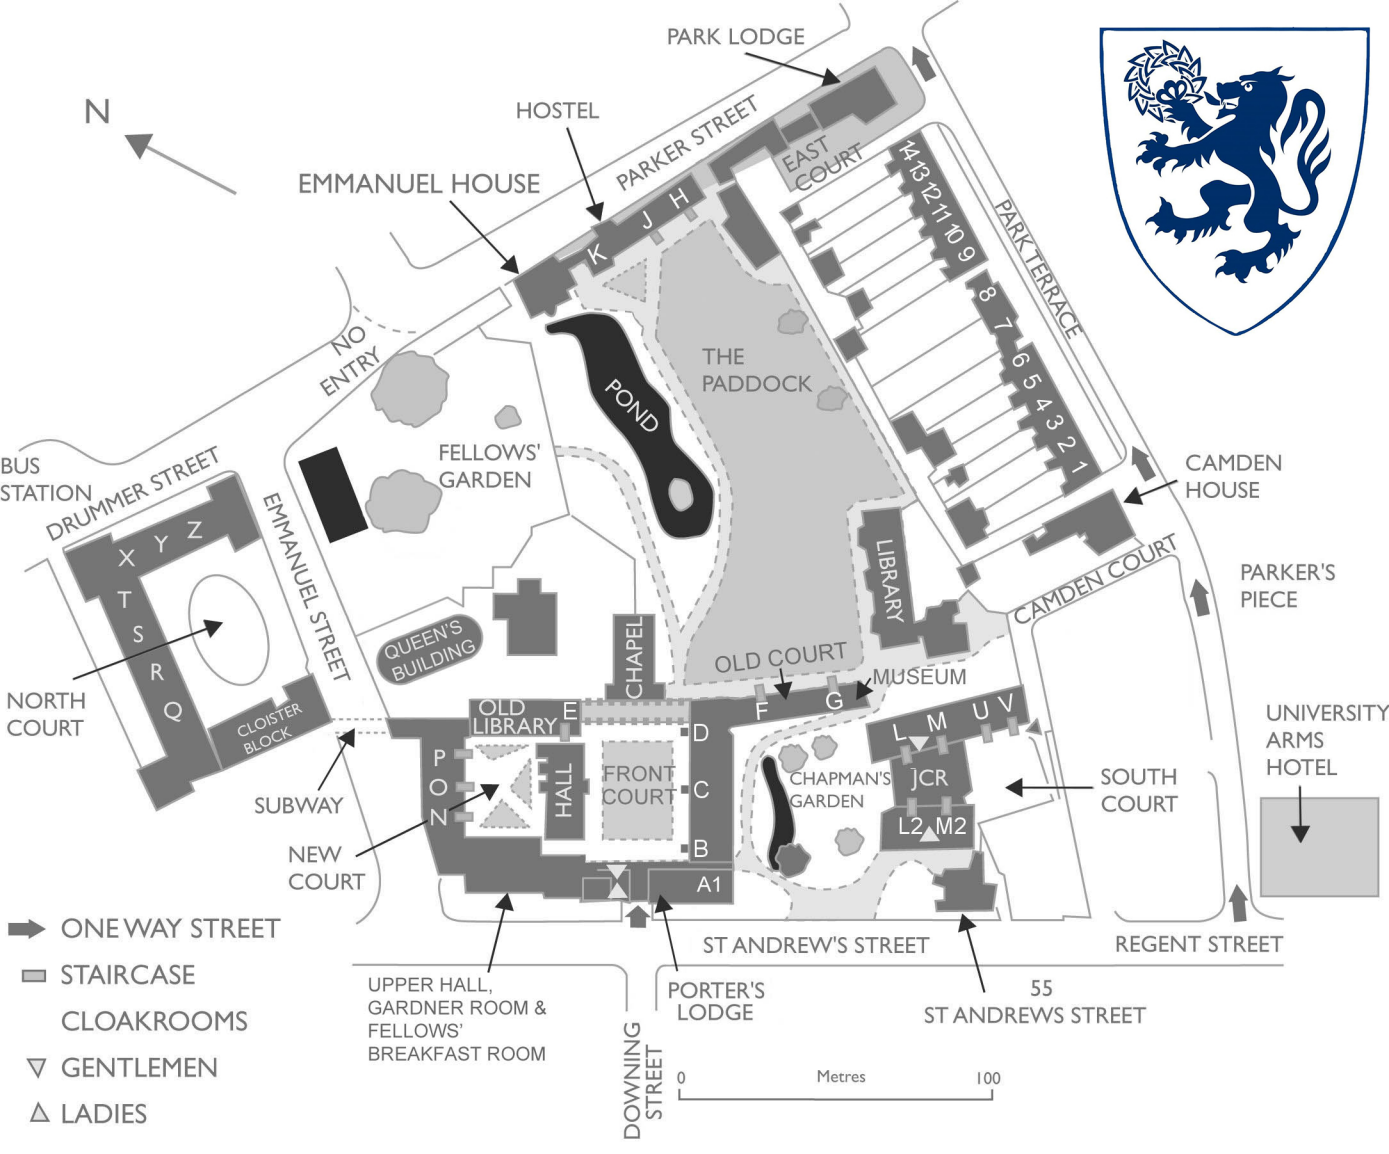 PARK LODGE
N
HOSTEL
PARKER STREET
EMMANUEL HOUSE
EAST
COURT
14 13 12 11 10 9
H
J
K
PARK TERRACE
8 7
NO
ENTRY
THE
PADDOCK
6 5 4 3 2 1
POND
FELLOWS'
GARDEN
BUS
STATION
DRUMMER STREET
CAMDEN
HOUSE
EMMANUEL STREET
X Y Z
T
S
R
Q
LIBRARY
CAMDEN COURT
PARKER'S
PIECE
QUEEN'S
BUILDING
CHAPEL
OLD COURT
MUSEUM
NORTH
COURT
CLOISTER
BLOCK
OLD
LIBRARY
E
F
G
D
L M U V
UNIVERSITY
ARMS
HOTEL
P
O
N
HALL
FRONT
COURT
C
CHAPMAN'S
GARDEN
JCR
SOUTH
COURT
SUBWAY
L2 M2
B
NEW
COURT
A1
ONE WAY STREET
STAIRCASE
CLOAKROOMS
GENTLEMEN
LADIES
ST ANDREW'S STREET
REGENT STREET
UPPER HALL,
GARDNER ROOM &
FELLOWS'
BREAKFAST ROOM
PORTER'S
LODGE
55
ST ANDREWS STREET
DOWNING
STREET
0 Metres 100